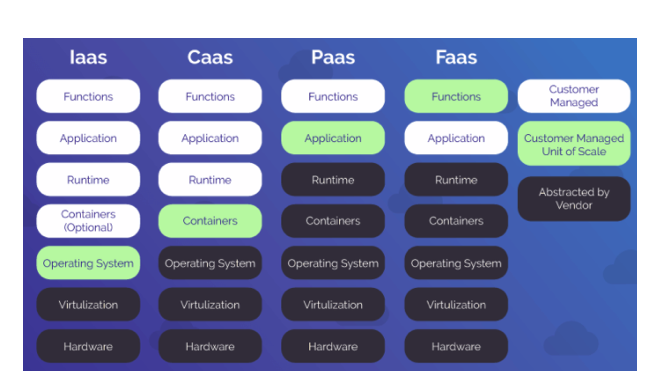 Iaas Caas Paas Faas
Functions Functions Functions Functions Customer
Managed
Application Application Application Application Customer Managed
Unit of Scale
Runtime Runtime Runtime Runtime Abstracted by
Vendor
Containers
(Optional) Containers Containers Containers
Operating System Operating System Operating System Operating System
Virtulization Virtulization Virtulization Virtulization
Hardware Hardware Hardware Hardware